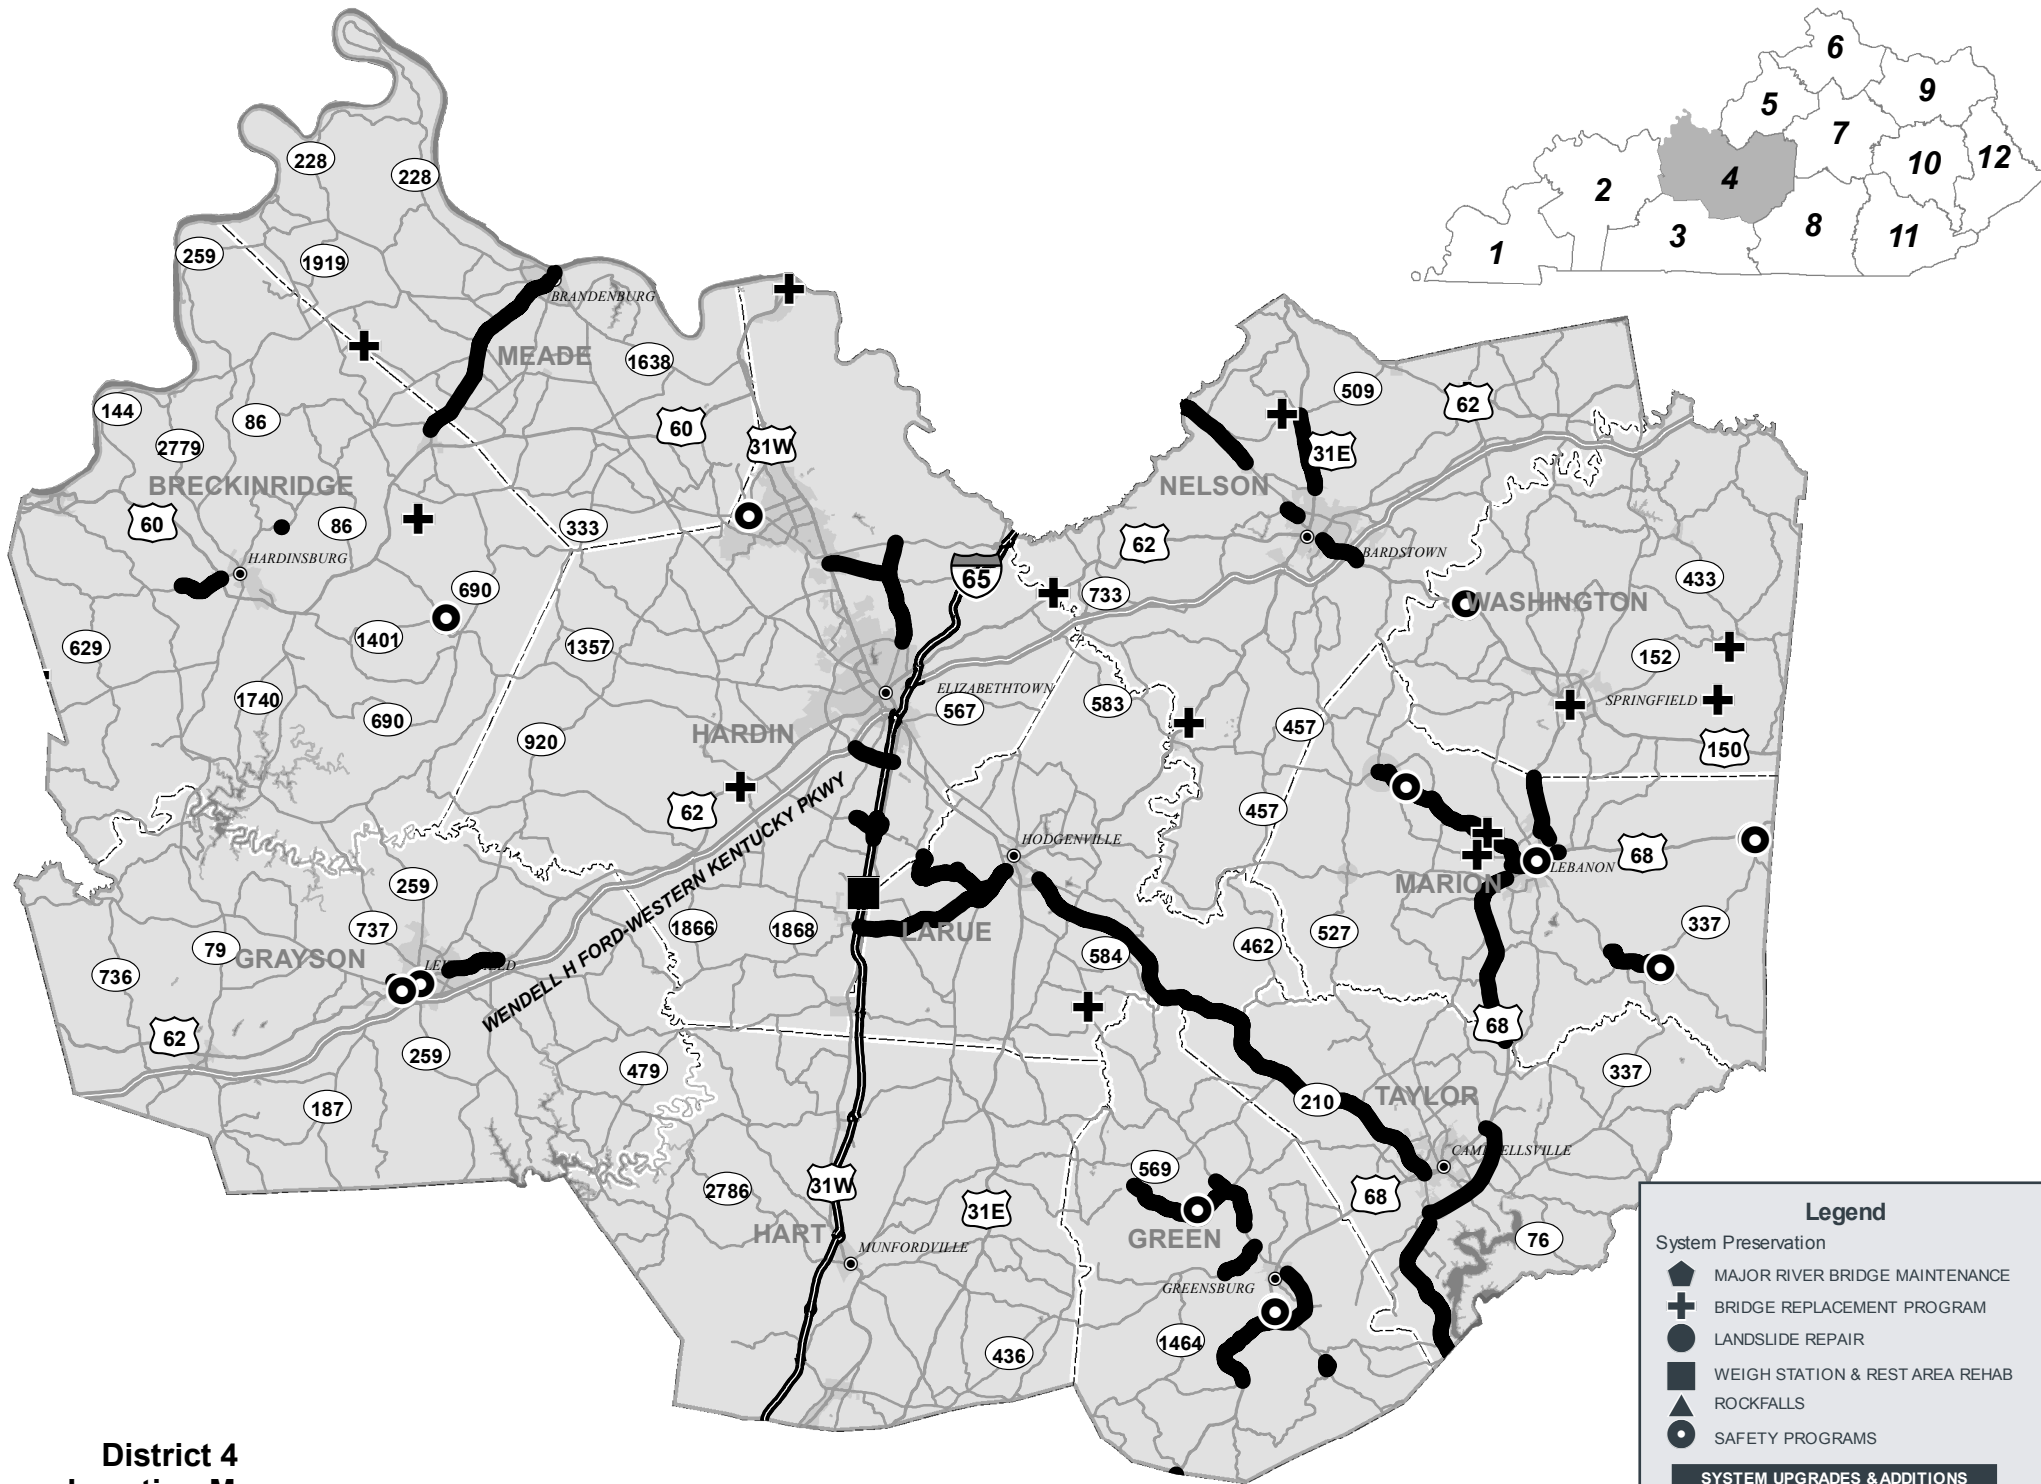 6
9
5
7
10
12
4
2
8
3
11
1
228
228
259
1919
BRANDENBURG
MEADE
1638
144
86
2779
60
31W
509
62
31E
BRECKINRIDGE
NELSON
60
86
333
62
BARDSTOWN
HARDINSBURG
65
733
433
690
WASHINGTON
629
1401
1357
152
1740
690
ELIZABETHTOWN
567
583
SPRINGFIELD
920
HARDIN
457
150
62
457
WENDELL H FORD-WESTERN KENTUCKY PKWY
HODGENVILLE
68
LEBANON
MARION
259
737
1866
1868
LARUE
527
337
79
GRAYSON
462
584
736
62
68
259
479
337
187
210
TAYLOR
CAMPBELLSVILLE
569
2786
31W
68
31E
HART
GREEN
76
MUNFORDVILLE
GREENSBURG
1464
436
Legend
System Preservation
MAJOR RIVER BRIDGE MAINTENANCE
BRIDGE REPLACEMENT PROGRAM
LANDSLIDE REPAIR
WEIGH STATION & REST AREA REHAB
ROCKFALLS
SAFETY PROGRAMS
SYSTEM UPGRADES & ADDITIONS
District 4